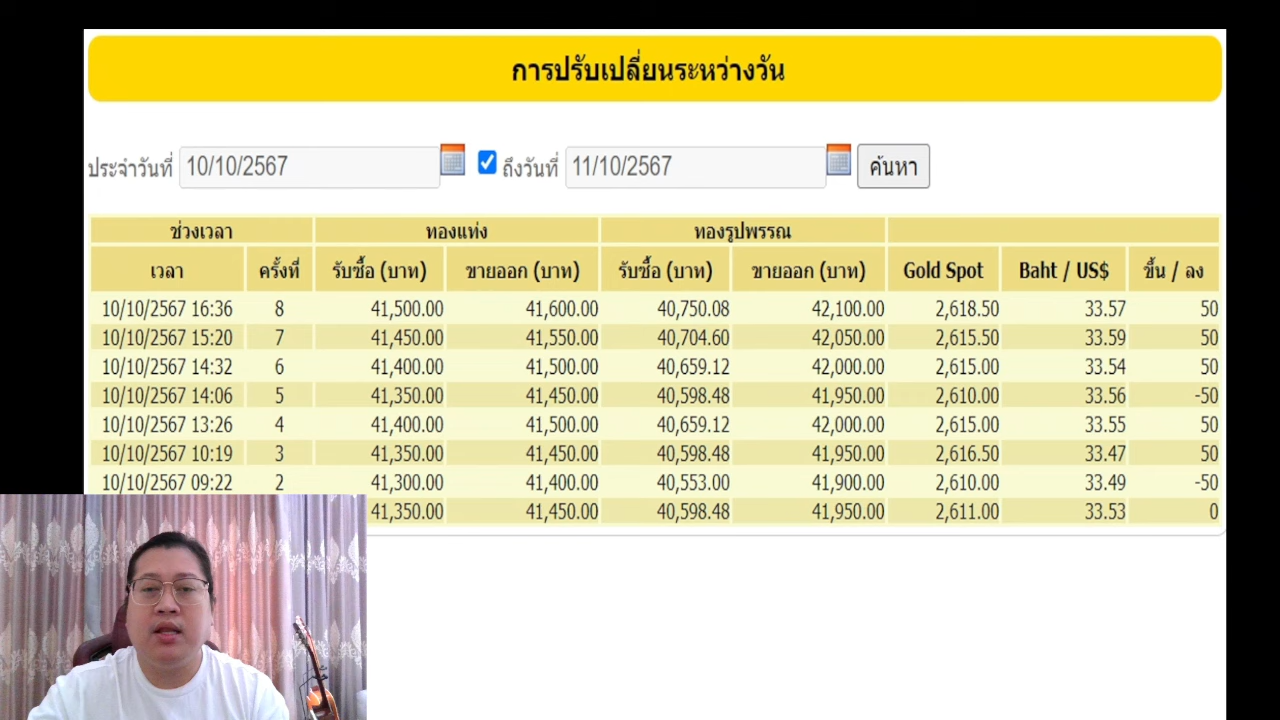 การปรับเปลี่ยนระหว่างวัน
ประจำวันที่ 10/10/2567 ถึงวันที่ 11/10/2567 ค้นหา
ช่วงเวลา ทองแท่ง ทองรูปพรรณ
เวลา ครั้งที่ รับซื้อ (บาท) ขายออก (บาท) รับซื้อ (บาท) ขายออก (บาท) Gold Spot Baht / US$ ขึ้น / ลง
10/10/2567 16:36 8 41,500.00 41,600.00 40,750.08 42,100.00 2,618.50 33.57 50
10/10/2567 15:20 7 41,450.00 41,550.00 40,704.60 42,050.00 2,615.50 33.59 50
10/10/2567 14:32 6 41,400.00 41,500.00 40,659.12 42,000.00 2,615.00 33.54 50
10/10/2567 14:06 5 41,350.00 41,450.00 40,598.48 41,950.00 2,610.00 33.56 -50
10/10/2567 13:26 4 41,400.00 41,500.00 40,659.12 42,000.00 2,615.00 33.55 50
10/10/2567 10:19 3 41,350.00 41,450.00 40,598.48 41,950.00 2,616.50 33.47 50
10/10/2567 09:22 2 41,300.00 41,400.00 40,553.00 41,900.00 2,610.00 33.49 -50
41,350.00 41,450.00 40,598.48 41,950.00 2,611.00 33.53 0